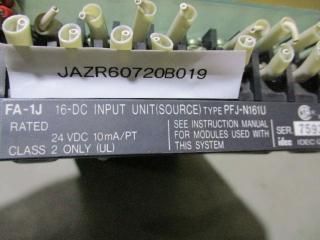 JAZR60720B019
FA-1J 16-DC INPUT UNIT(SOURCE) TYPE PFJ-N161U
RATED
24 VDC 10mA/PT
CLASS 2 ONLY (UL)
SEE INSTRUCTION MANUAL
FOR MODULES USED WITH
THIS SYSTEM
SER.
idec IDEC